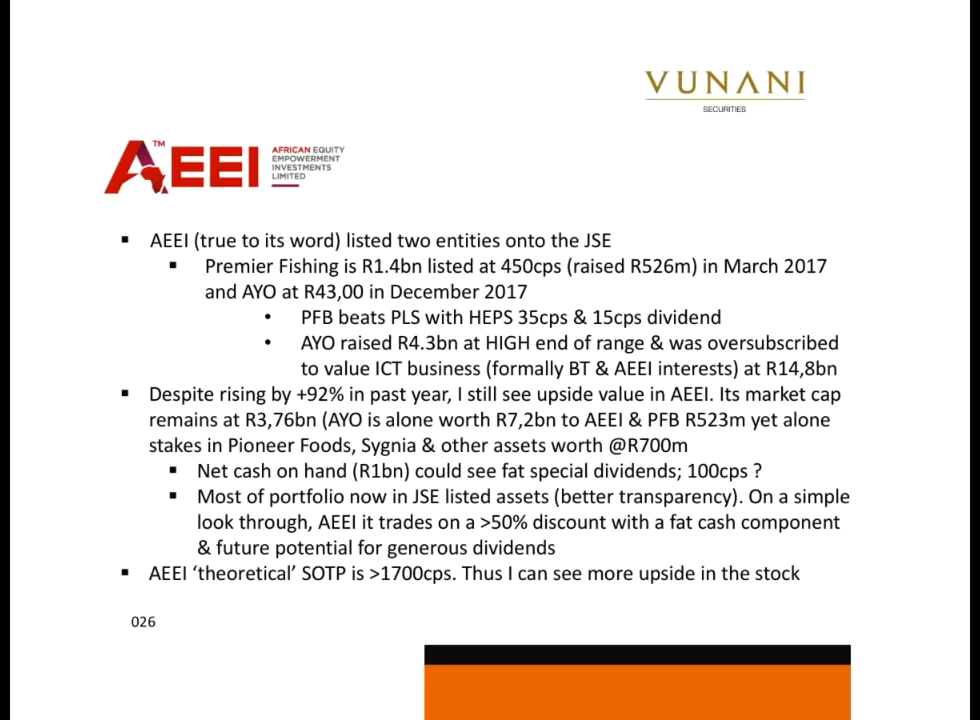 VUNANI
SECURITIES
AEEI™
AFRICAN EQUITY
EMPOWERMENT
INVESTMENTS
LIMITED
▪ AEEI (true to its word) listed two entities onto the JSE
▪ Premier Fishing is R1.4bn listed at 450cps (raised R526m) in March 2017
and AYO at R43,00 in December 2017
• PFB beats PLS with HEPS 35cps & 15cps dividend
• AYO raised R4.3bn at HIGH end of range & was oversubscribed
to value ICT business (formally BT & AEEI interests) at R14,8bn
▪ Despite rising by +92% in past year, I still see upside value in AEEI. Its market cap
remains at R3,76bn (AYO is alone worth R7,2bn to AEEI & PFB R523m yet alone
stakes in Pioneer Foods, Sygnia & other assets worth @R700m
▪ Net cash on hand (R1bn) could see fat special dividends; 100cps ?
▪ Most of portfolio now in JSE listed assets (better transparency). On a simple
look through, AEEI it trades on a >50% discount with a fat cash component
& future potential for generous dividends
▪ AEEI ‘theoretical’ SOTP is >1700cps. Thus I can see more upside in the stock
026